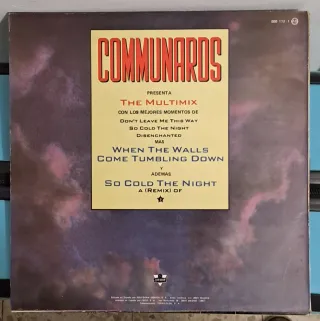 COMMUNARDS
PRESENTA
THE MULTIMIX
CON LOS MEJORES MOMENTOS DE
DON'T LEAVE ME THIS WAY
SO COLD THE NIGHT
DISENCHANTED
MAS
WHEN THE WALLS
COME TUMBLING DOWN
Y
ADEMAS
SO COLD THE NIGHT
A (REMIX) OF